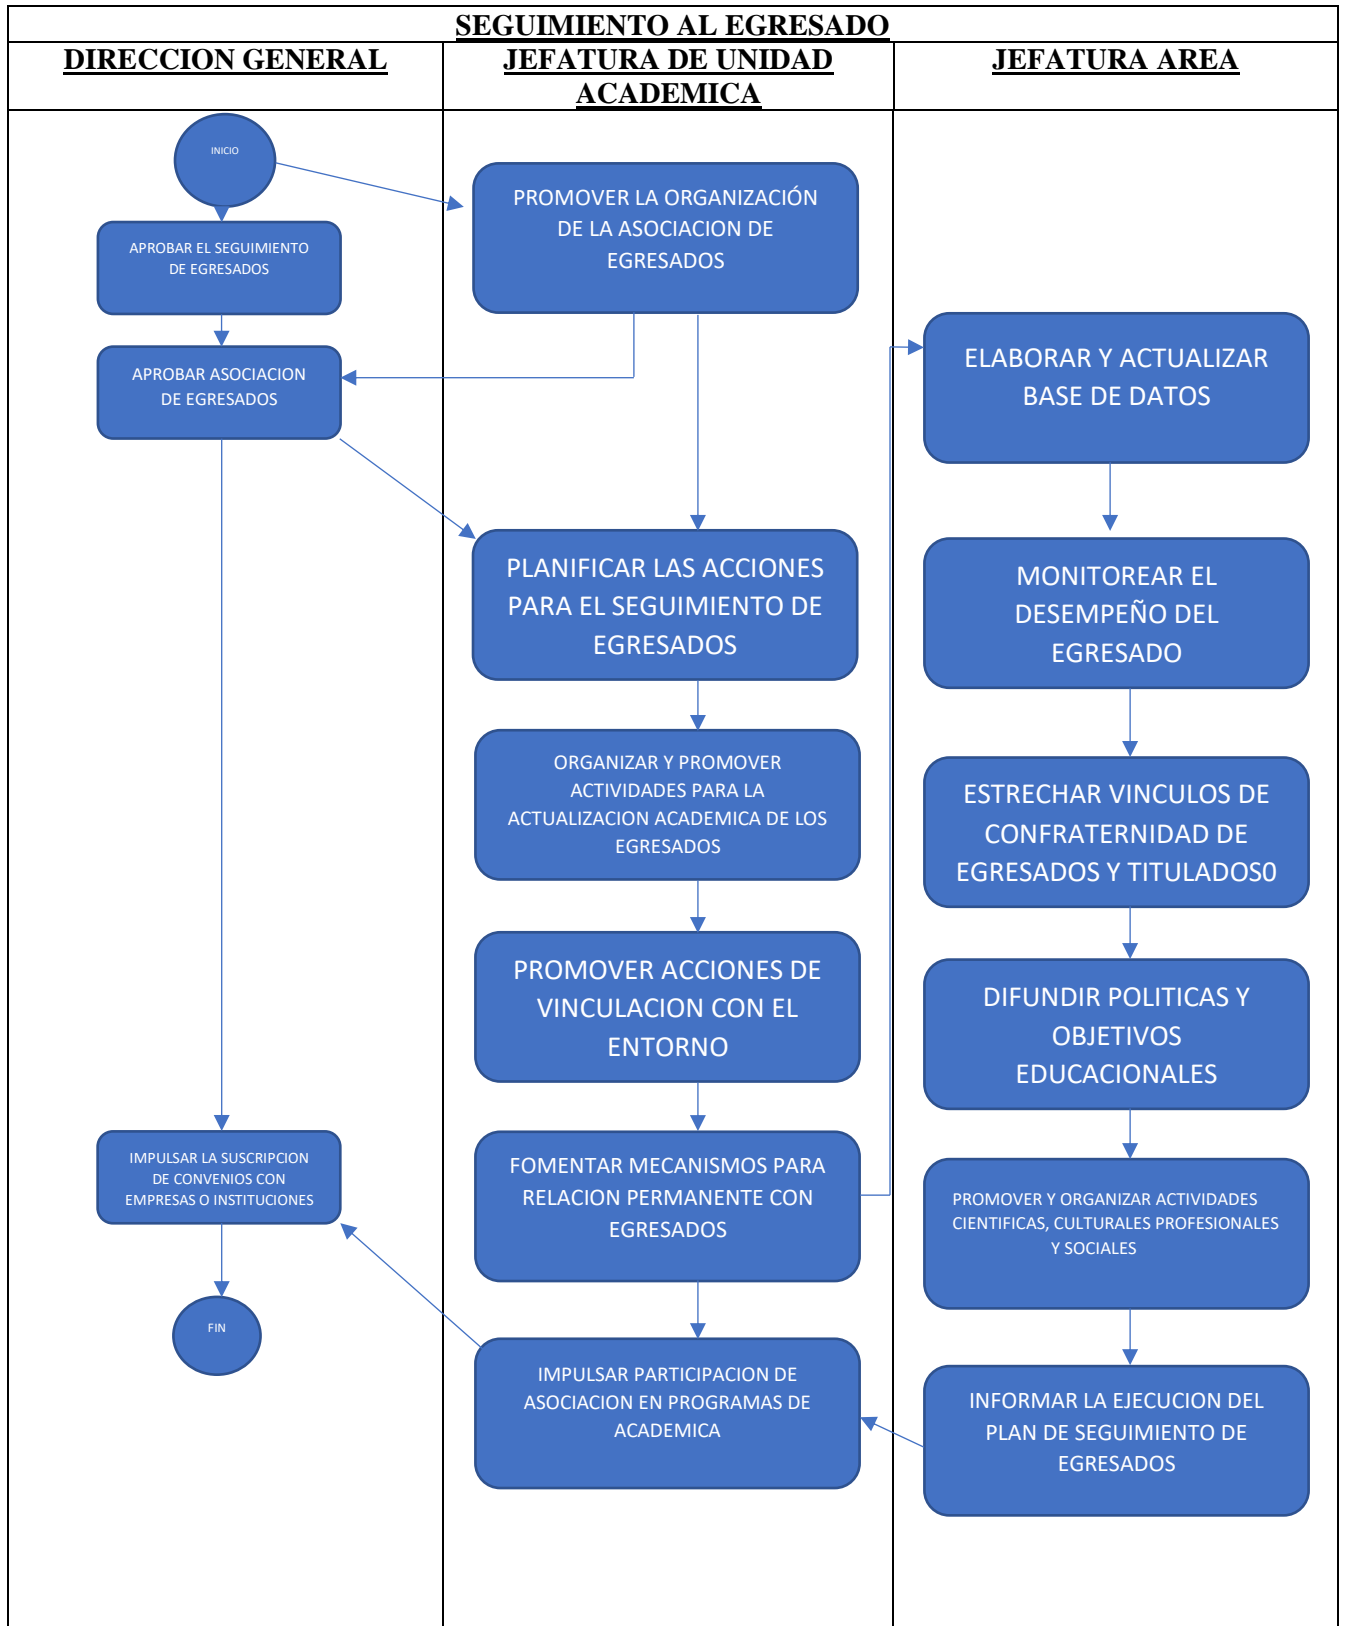 SEGUIMIENTO AL EGRESADO
DIRECCION GENERAL
JEFATURA DE UNIDAD
ACADEMICA
JEFATURA AREA
INICIO
APROBAR EL SEGUIMIENTO
DE EGRESADOS
APROBAR ASOCIACION
DE EGRESADOS
IMPULSAR LA SUSCRIPCION
DE CONVENIOS CON
EMPRESAS O INSTITUCIONES
FIN
PROMOVER LA ORGANIZACIÓN
DE LA ASOCIACION DE
EGRESADOS
PLANIFICAR LAS ACCIONES
PARA EL SEGUIMIENTO DE
EGRESADOS
ORGANIZAR Y PROMOVER
ACTIVIDADES PARA LA
ACTUALIZACION ACADEMICA DE LOS
EGRESADOS
PROMOVER ACCIONES DE
VINCULACION CON EL
ENTORNO
FOMENTAR MECANISMOS PARA
RELACION PERMANENTE CON
EGRESADOS
IMPULSAR PARTICIPACION DE
ASOCIACION EN PROGRAMAS DE
ACADEMICA
ELABORAR Y ACTUALIZAR
BASE DE DATOS
MONITOREAR EL
DESEMPEÑO DEL
EGRESADO
ESTRECHAR VINCULOS DE
CONFRATERNIDAD DE
EGRESADOS Y TITULADOS0
DIFUNDIR POLITICAS Y
OBJETIVOS
EDUCACIONALES
PROMOVER Y ORGANIZAR ACTIVIDADES
CIENTIFICAS, CULTURALES PROFESIONALES
Y SOCIALES
INFORMAR LA EJECUCION DEL
PLAN DE SEGUIMIENTO DE
EGRESADOS